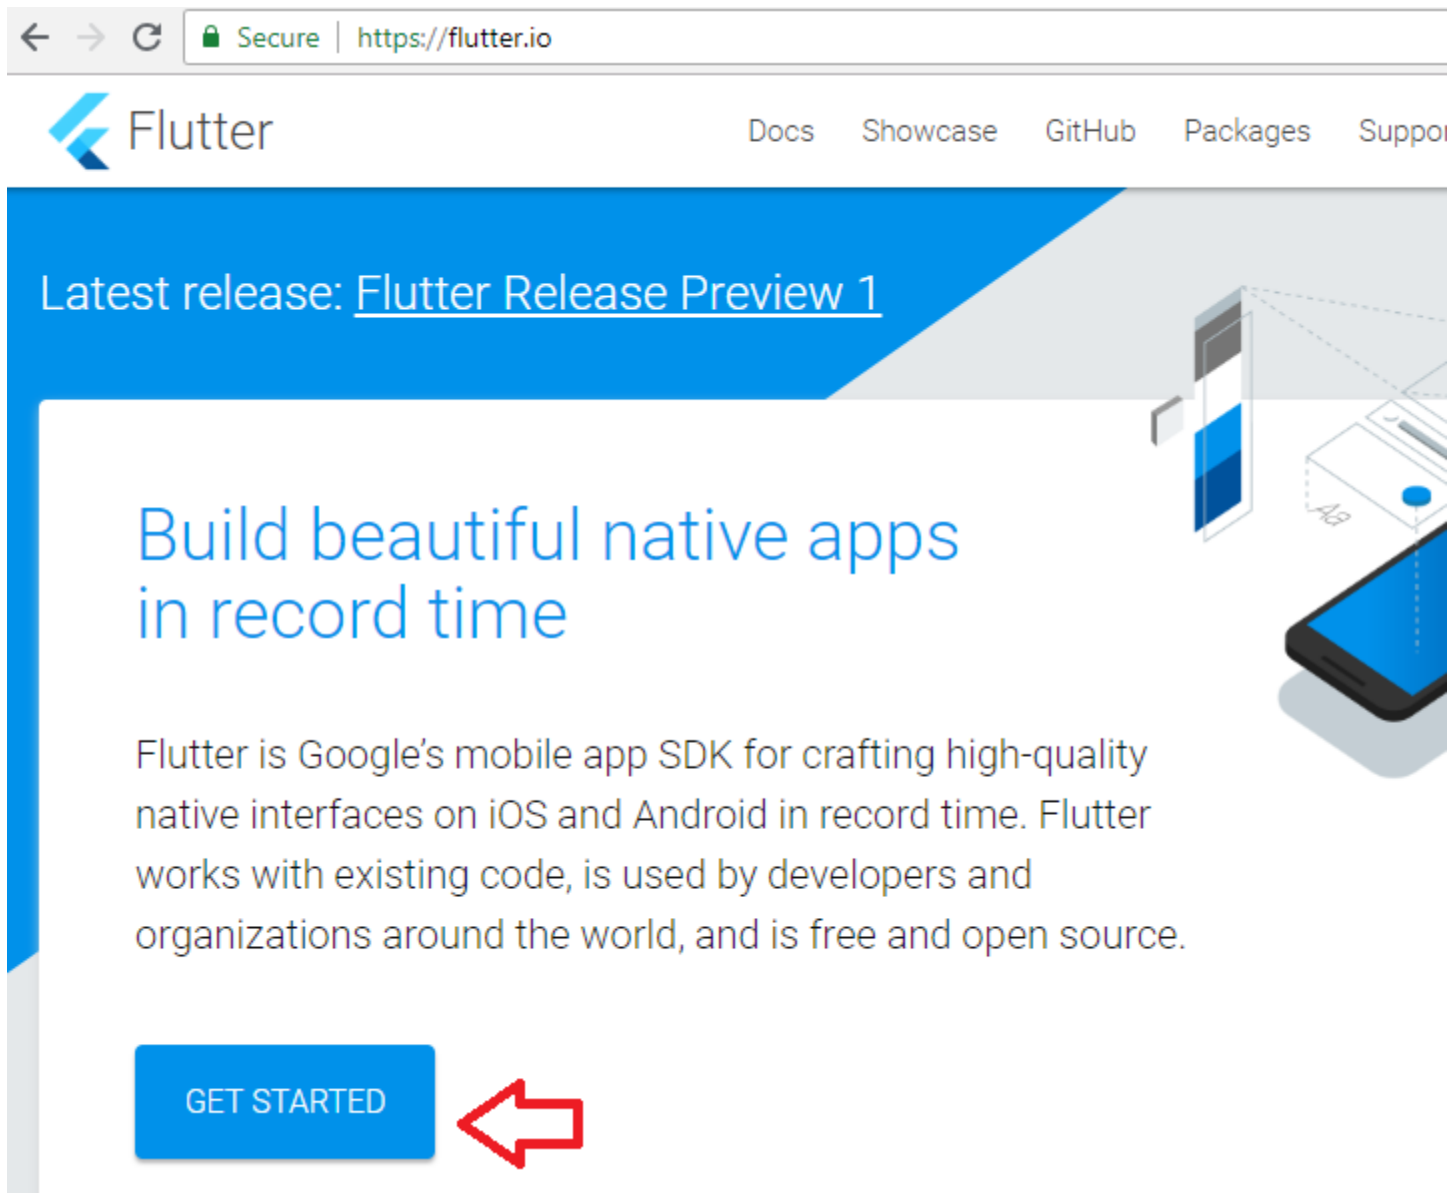 Secure | https://flutter.io
Flutter Docs Showcase GitHub Packages Suppor
Latest release: Flutter Release Preview 1
Aa
Build beautiful native apps
in record time
Flutter is Google’s mobile app SDK for crafting high-quality
native interfaces on iOS and Android in record time. Flutter
works with existing code, is used by developers and
organizations around the world, and is free and open source.
GET STARTED